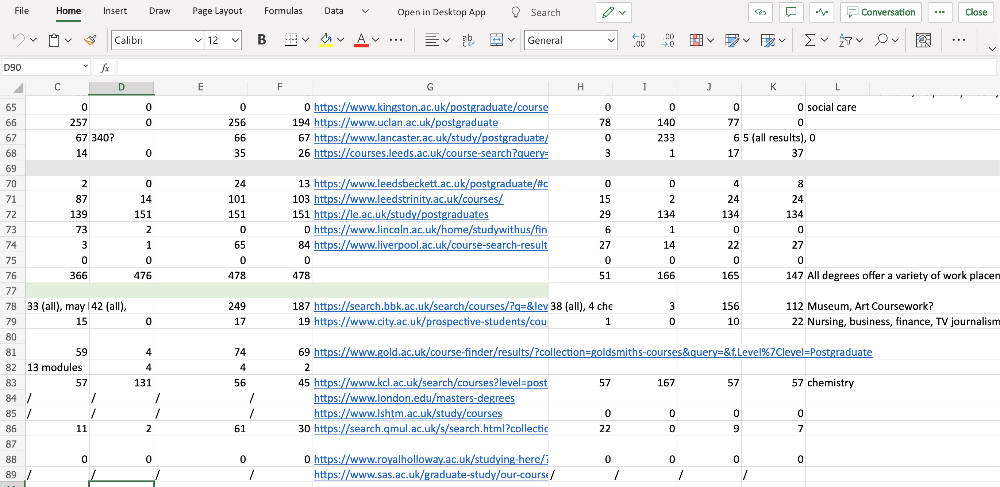 File Home Insert Draw Page Layout Formulas Data Open in Desktop App Search Conversation Close
Calibri 12 B A ab c General .0 .00 .00 .0 A Z
D90 fx
C D E F G H I J K L
65 0 0 0 0 https://www.kingston.ac.uk/postgraduate/course 0 0 0 0 social care
66 257 0 256 194 https://www.uclan.ac.uk/postgraduate 78 140 77 0
67 67 340? 66 67 https://www.lancaster.ac.uk/study/postgraduate/ 0 233 6 5 (all results), 0
68 14 0 35 26 https://courses.leeds.ac.uk/course-search?query= 3 1 17 37
69
70 2 0 24 13 https://www.leedsbeckett.ac.uk/postgraduate/#c 0 0 4 8
71 87 14 101 103 https://www.leedstrinity.ac.uk/courses/ 15 2 24 24
72 139 151 151 151 https://le.ac.uk/study/postgraduates 29 134 134 134
73 73 2 0 0 https://www.lincoln.ac.uk/home/studywithus/fin 6 1 0 0
74 3 1 65 84 https://www.liverpool.ac.uk/course-search-result 27 14 22 27
75 0 0 0 0 0 0 0 0
76 366 476 478 478 51 166 165 147 All degrees offer a variety of work placem
77
78 33 (all), may 42 (all), 249 187 https://search.bbk.ac.uk/search/courses/?q=&lev 38 (all), 4 che 3 156 112 Museum, Art Coursework?
79 15 0 17 19 https://www.city.ac.uk/prospective-students/cour 1 0 10 22 Nursing, business, finance, TV journalism
80
81 59 4 74 69 https://www.gold.ac.uk/course-finder/results/?collection=goldsmiths-courses&query=&f.Level%7Clevel=Postgraduate
82 13 modules 4 4 2
83 57 131 56 45 https://www.kcl.ac.uk/search/courses?level=post 57 167 57 57 chemistry
84 / / / / https://www.london.edu/masters-degrees
85 / / / / https://www.lshtm.ac.uk/study/courses 0 0 0 0
86 11 2 61 30 https://search.qmul.ac.uk/s/search.html?collectio 22 0 9 7
87
88 0 0 0 0 https://www.royalholloway.ac.uk/studying-here/? 0 0 0 0
89 / / / / https://www.sas.ac.uk/graduate-study/our-course / / / /